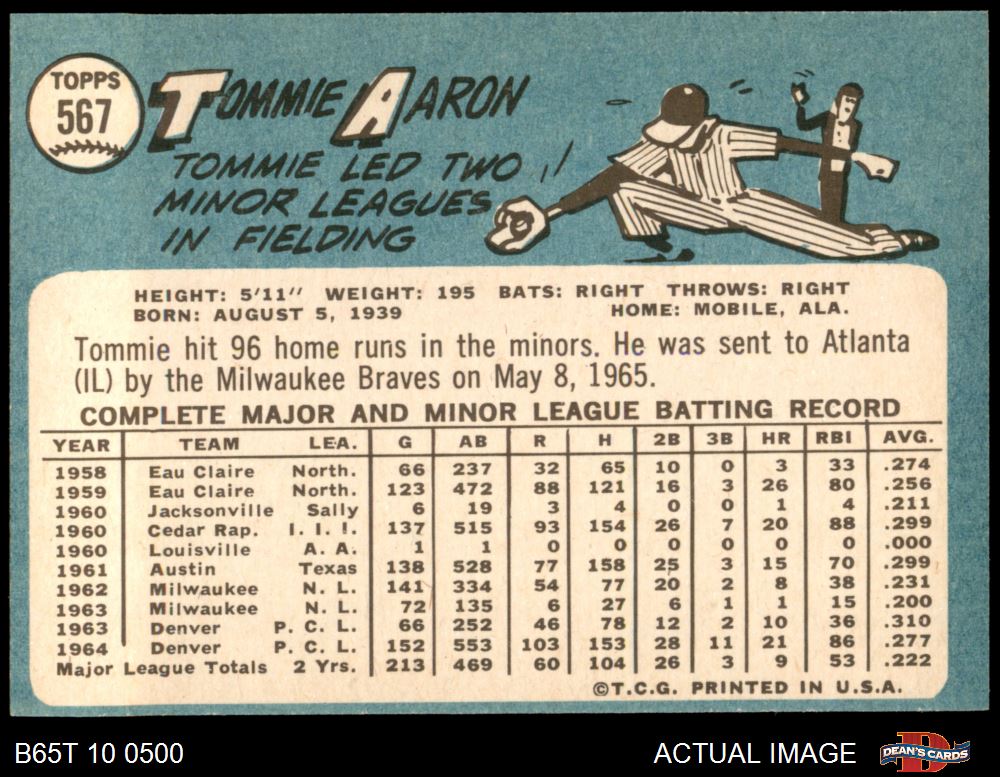 TOPPS
567
TOMMIE AARON
TOMMIE LED TWO
MINOR LEAGUES
IN FIELDING
HEIGHT: 5'11" WEIGHT: 195 BATS: RIGHT THROWS: RIGHT
BORN: AUGUST 5, 1939 HOME: MOBILE, ALA.
Tommie hit 96 home runs in the minors. He was sent to Atlanta
(IL) by the Milwaukee Braves on May 8, 1965.
COMPLETE MAJOR AND MINOR LEAGUE BATTING RECORD
YEAR TEAM LEA. G AB R H 2B 3B HR RBI AVG.
1958 Eau Claire North. 66 237 32 65 10 0 3 33 .274
1959 Eau Claire North. 123 472 88 121 16 3 26 80 .256
1960 Jacksonville Sally 6 19 3 4 0 0 1 4 .211
1960 Cedar Rap. I. I. I. 137 515 93 154 26 7 20 88 .299
1960 Louisville A. A. 1 1 0 0 0 0 0 0 .000
1961 Austin Texas 138 528 77 158 25 3 15 70 .299
1962 Milwaukee N. L. 141 334 54 77 20 2 8 38 .231
1963 Milwaukee N. L. 72 135 6 27 6 1 1 15 .200
1963 Denver P. C. L. 66 252 46 78 12 2 10 36 .310
1964 Denver P. C. L. 152 553 103 153 28 11 21 86 .277
Major League Totals 2 Yrs. 213 469 60 104 26 3 9 53 .222
©T.C.G. PRINTED IN U.S.A.
B65T 10 0500 ACTUAL IMAGE DEAN'S CARDS